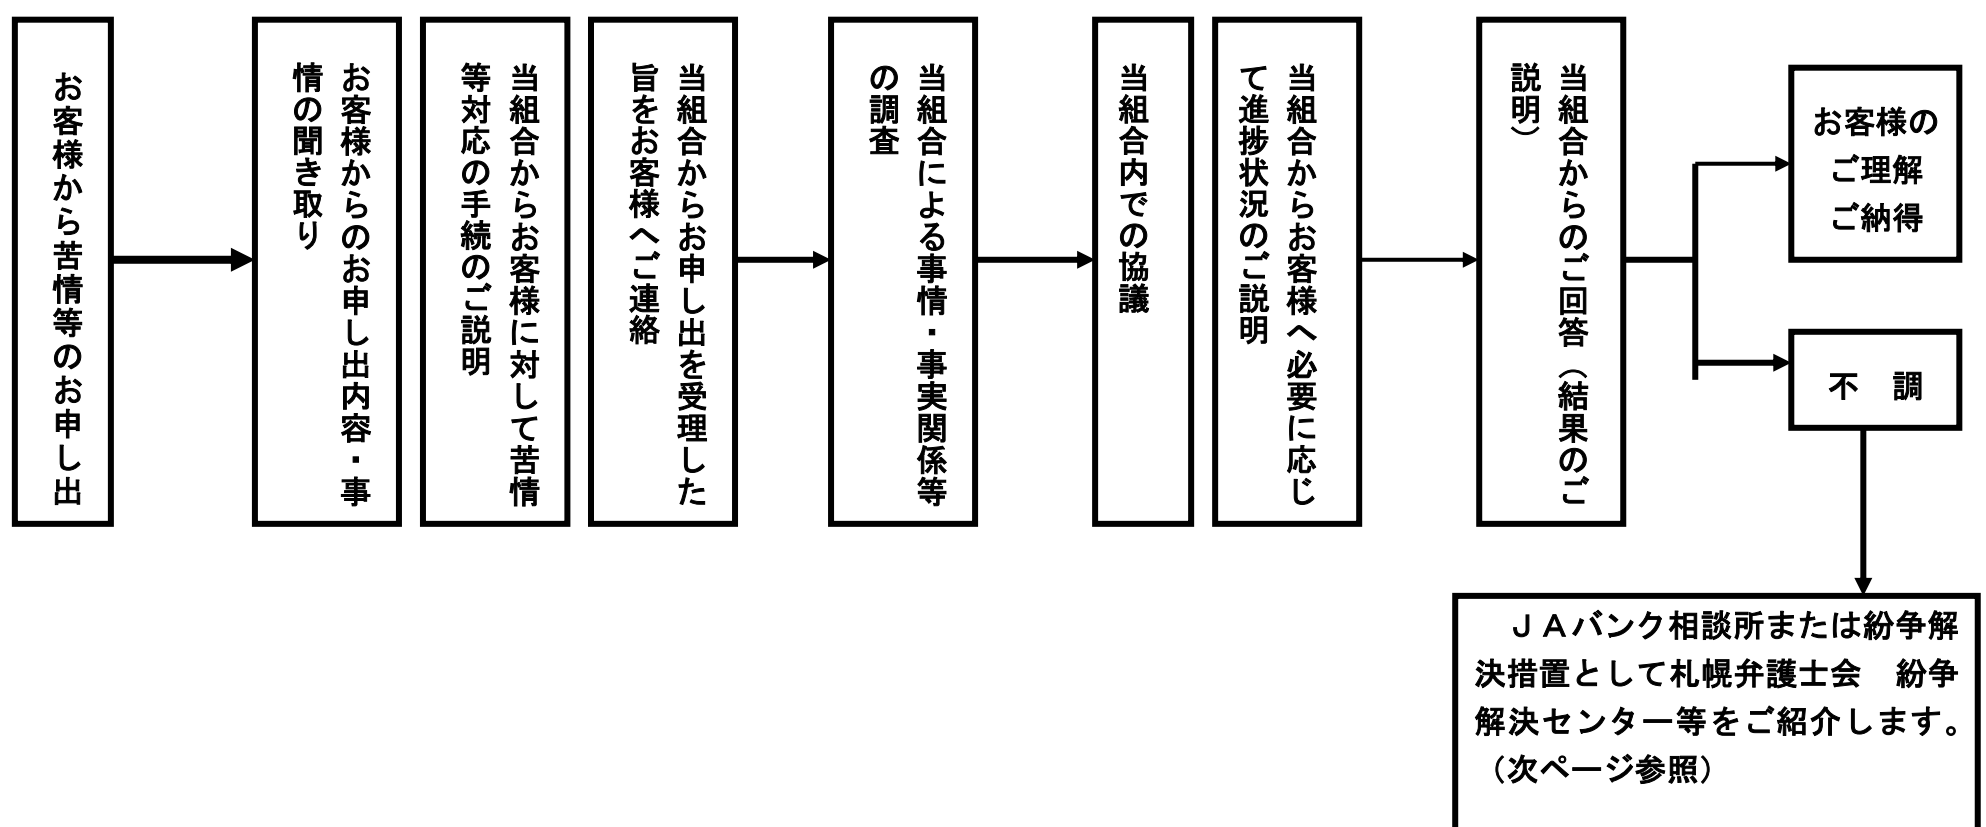 お客様から苦情等のお申し出
お客様からのお申し出内容・事
情の聞き取り
当組合からお客様に対して苦情
等対応の手続のご説明
当組合からお申し出を受理した
旨をお客様へご連絡
当組合による事情・事実関係等
の調査
当組合内での協議
当組合からお客様へ必要に応じ
て進捗状況のご説明
当組合からのご回答（結果のご
説明）
お客様の
ご理解
ご納得
不　調
ＪＡバンク相談所または紛争解
決措置として札幌弁護士会　紛争
解決センター等をご紹介します。
（次ページ参照）